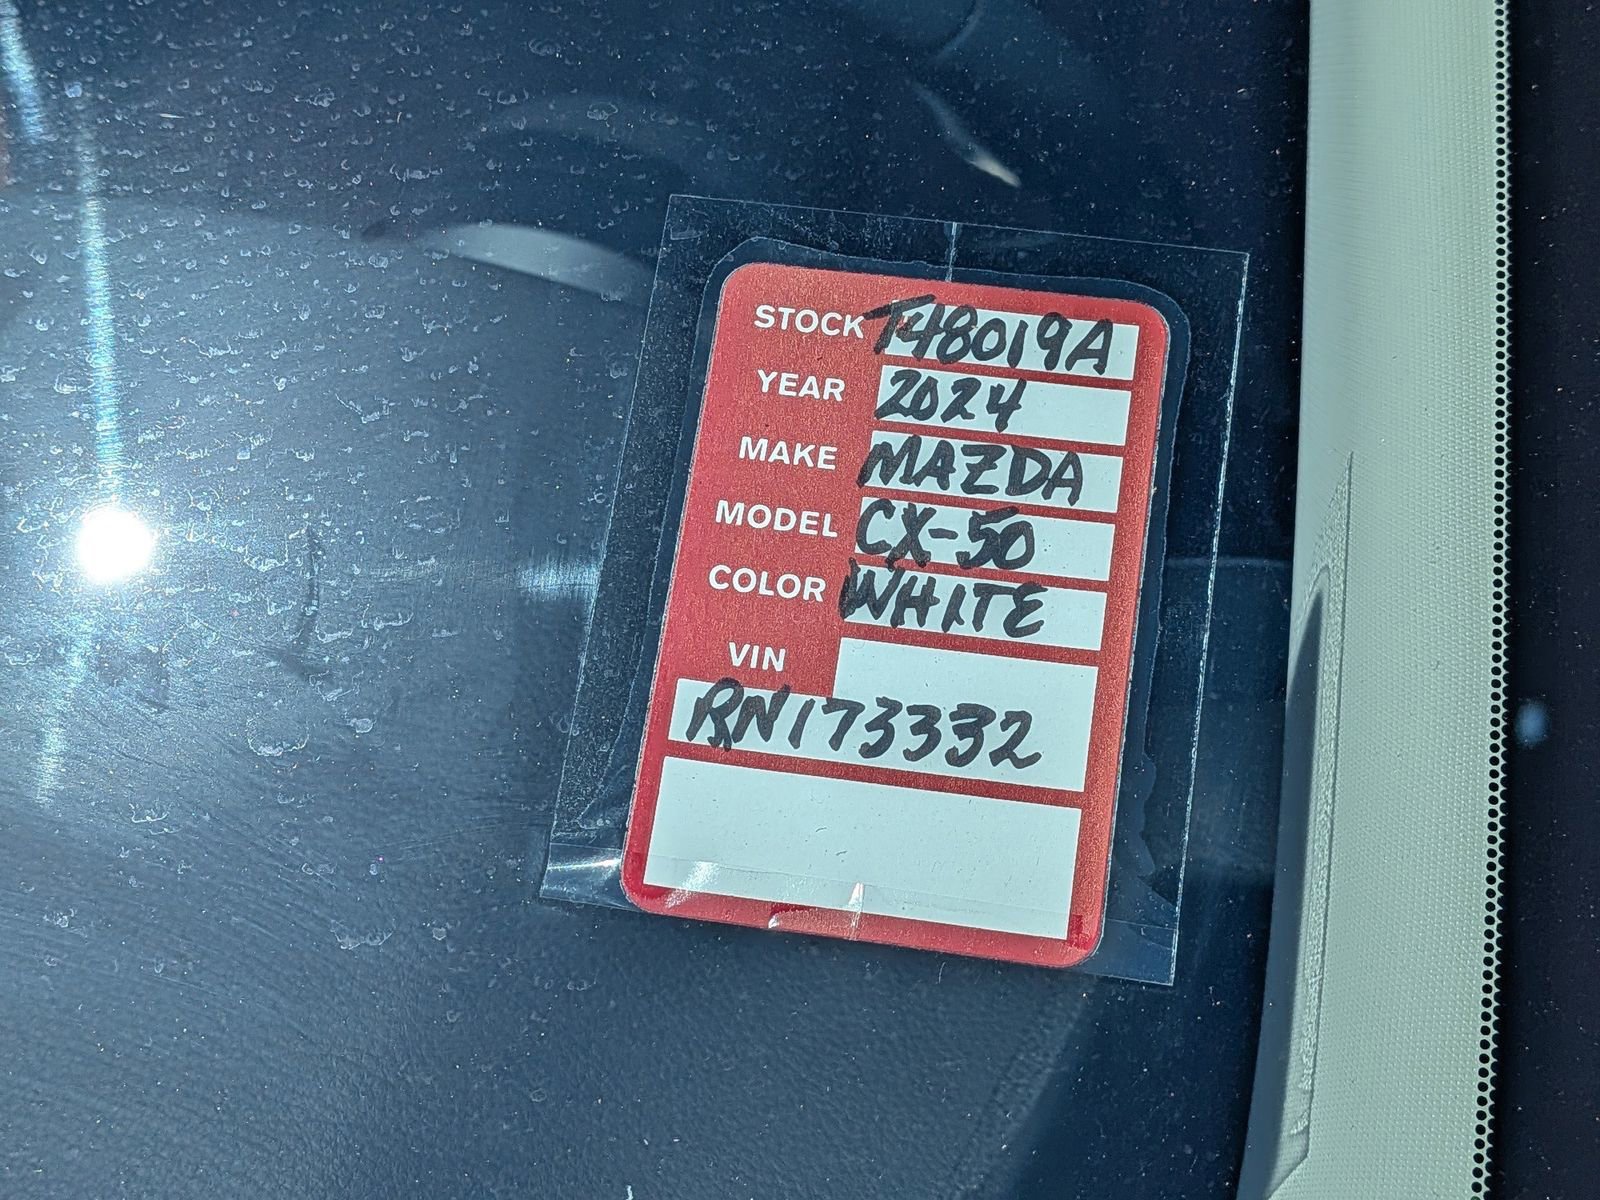 STOCK T48019A
YEAR 2024
MAKE MAZDA
MODEL CX-50
COLOR WHITE
VIN
RN173332